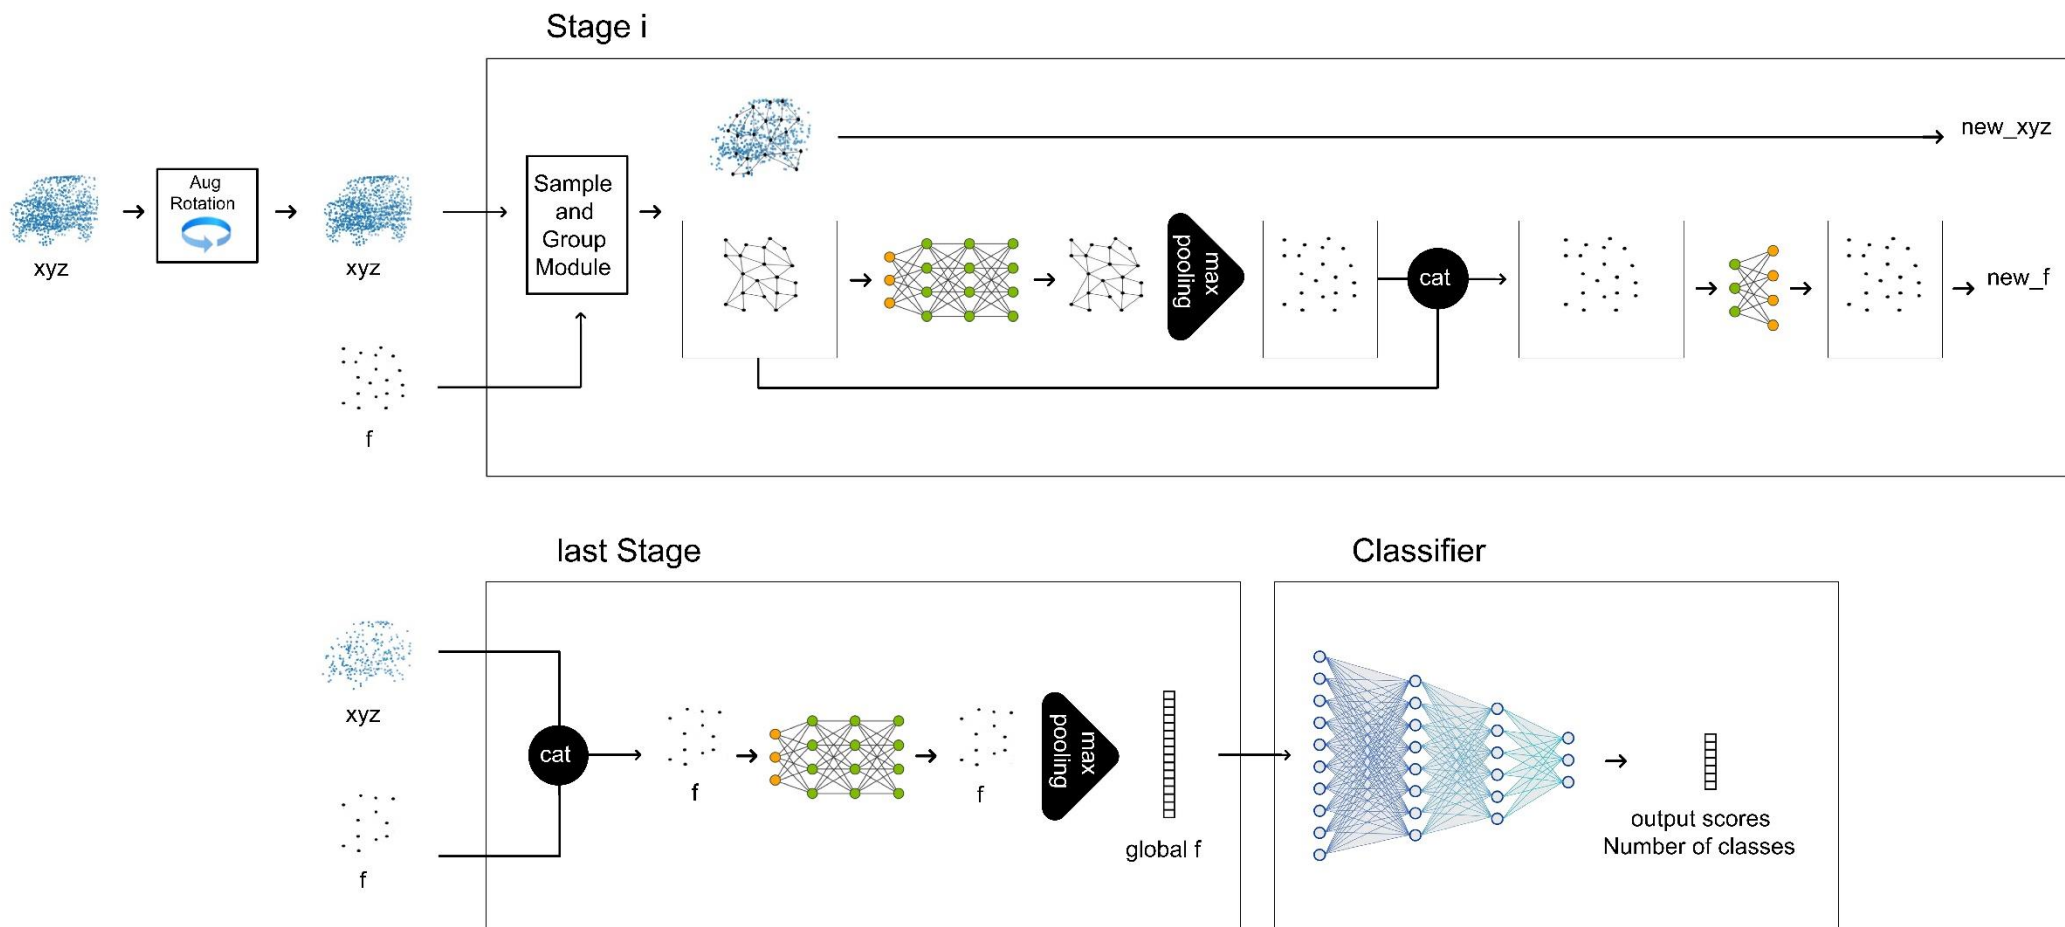 Stage i
new_xyz
Aug
Rotation
Sample
and
Group
Module
xyz
xyz
max
pooling
cat
new_f
f
last Stage
Classifier
xyz
cat
f
f
max
pooling
f
global f
output scores
Number of classes